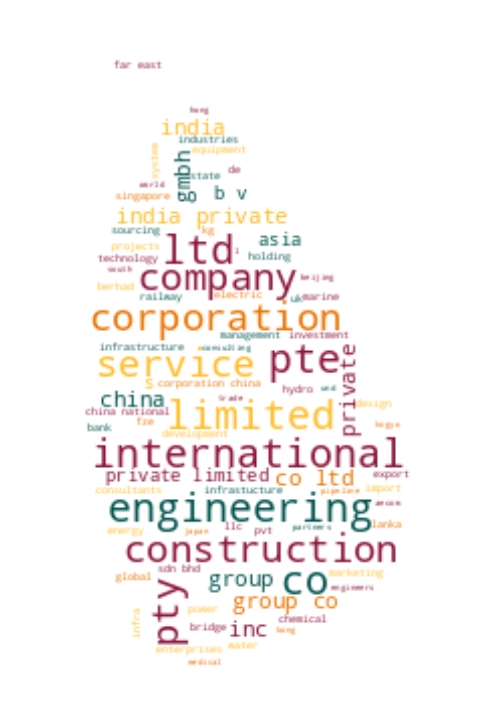 far east
hong
india
industries
system
equipment
gmbh
state
de
world
singapore
b v
india private
sourcing
kg
projects
ltd
asia
technology
i
holding
south
company
beijing
berhad
railway
electric
uk
marine
corporation
management
investment
infrastructure
consulting
service
pte
private
s
corporation china
hydro
ued
china
trade
china national
limited
design
fze
bank
development
international
private limited
co ltd
export
consultants
infrastucture
pipeline
import
engineering
aecom
energy
japan
llc
pvt
partners
lanka
construction
sdn bhd
global
pty
group
co
marketing
engineers
infra
power
group co
bridge
inc
chemical
kong
enterprises
water
medical